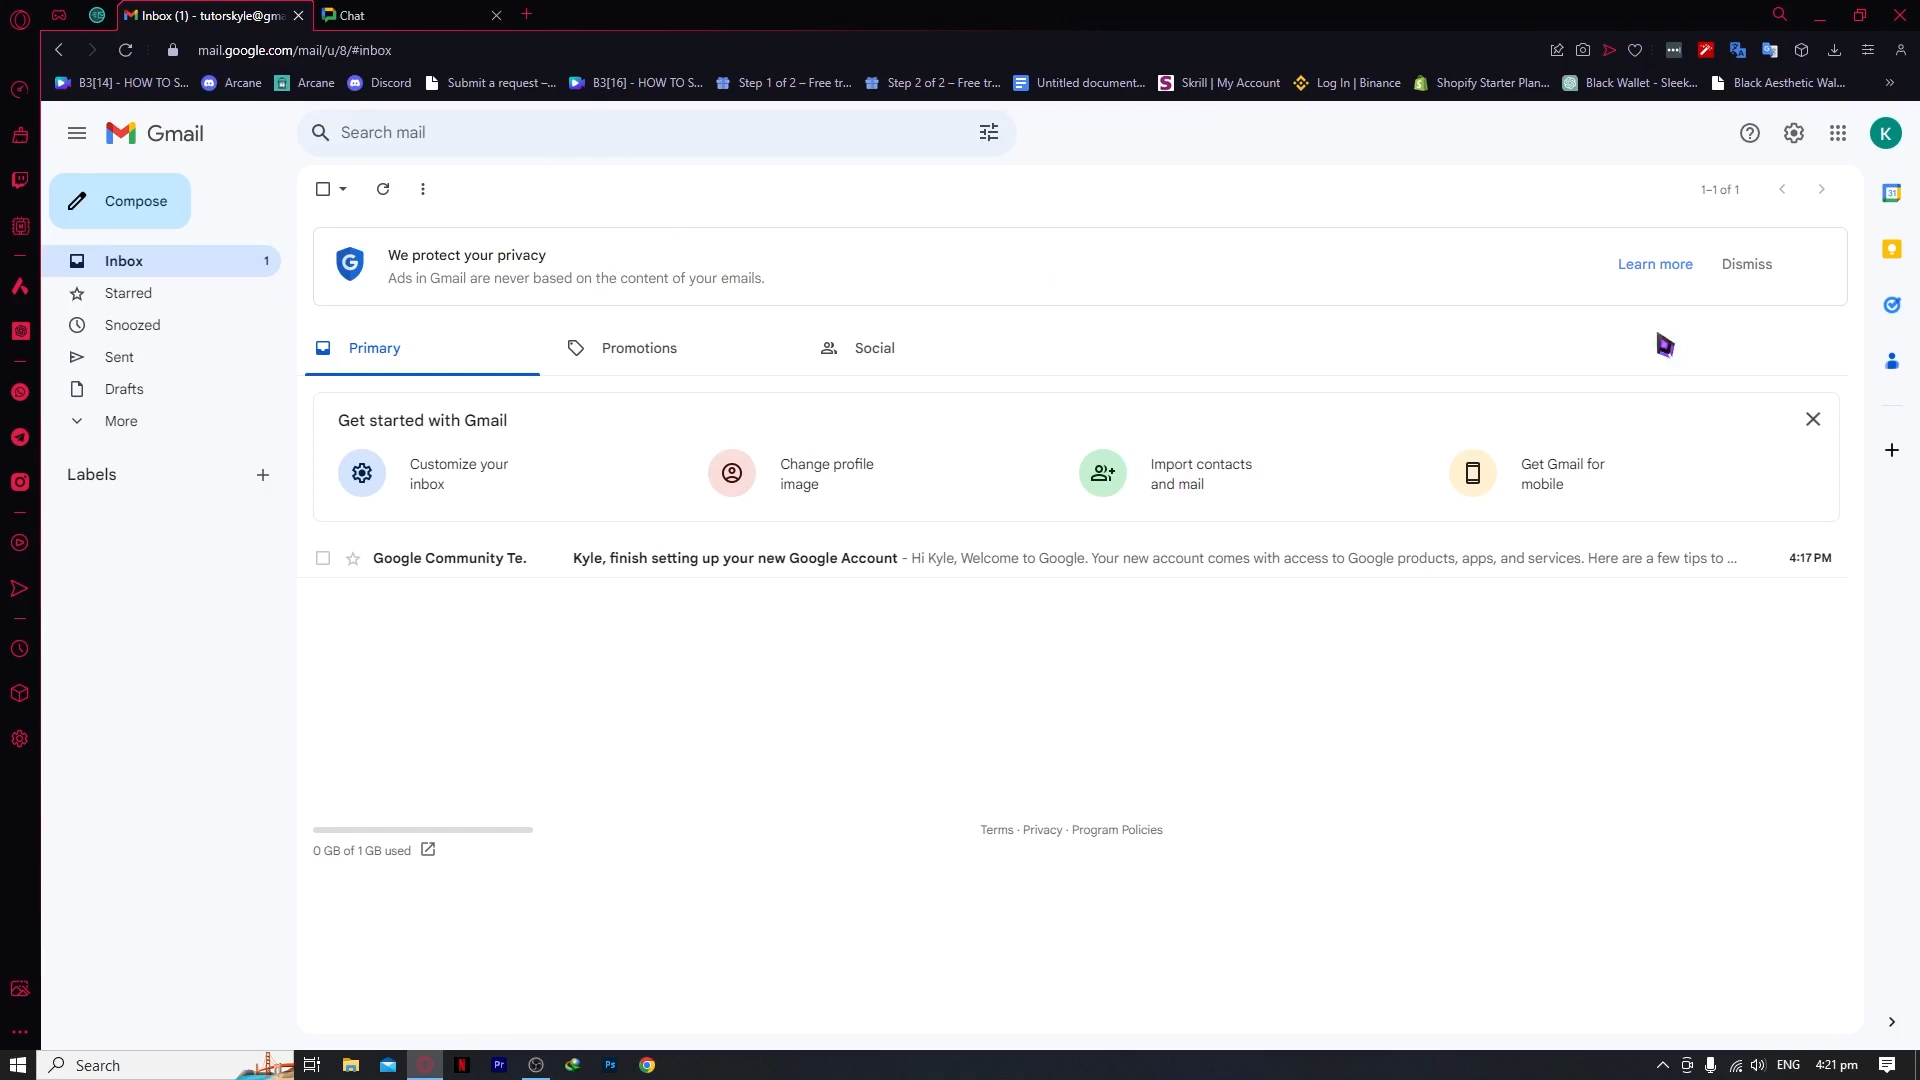 Inbox (1) - tutorskyle@gma
Chat
mail.google.com/mail/u/8/#inbox
B3[14] - HOW TO S...
Arcane
Arcane
Discord
Submit a request –...
B3[16] - HOW TO S...
Step 1 of 2 – Free tr...
Step 2 of 2 – Free tr...
Untitled document...
Skrill | My Account
Log In | Binance
Shopify Starter Plan...
Black Wallet - Sleek...
Black Aesthetic Wal...
Gmail
Search mail
K
Compose
1–1 of 1
We protect your privacy
Ads in Gmail are never based on the content of your emails.
Learn more
Dismiss
Inbox
1
Starred
Snoozed
Sent
Drafts
More
Labels
Primary
Promotions
Social
Get started with Gmail
Customize your
inbox
Change profile
image
Import contacts
and mail
Get Gmail for
mobile
Google Community Te.
Kyle, finish setting up your new Google Account - Hi Kyle, Welcome to Google. Your new account comes with access to Google products, apps, and services. Here are a few tips to ...
4:17 PM
0 GB of 1 GB used
Terms · Privacy · Program Policies
Search
Pr
Ps
ENG
4:21 pm